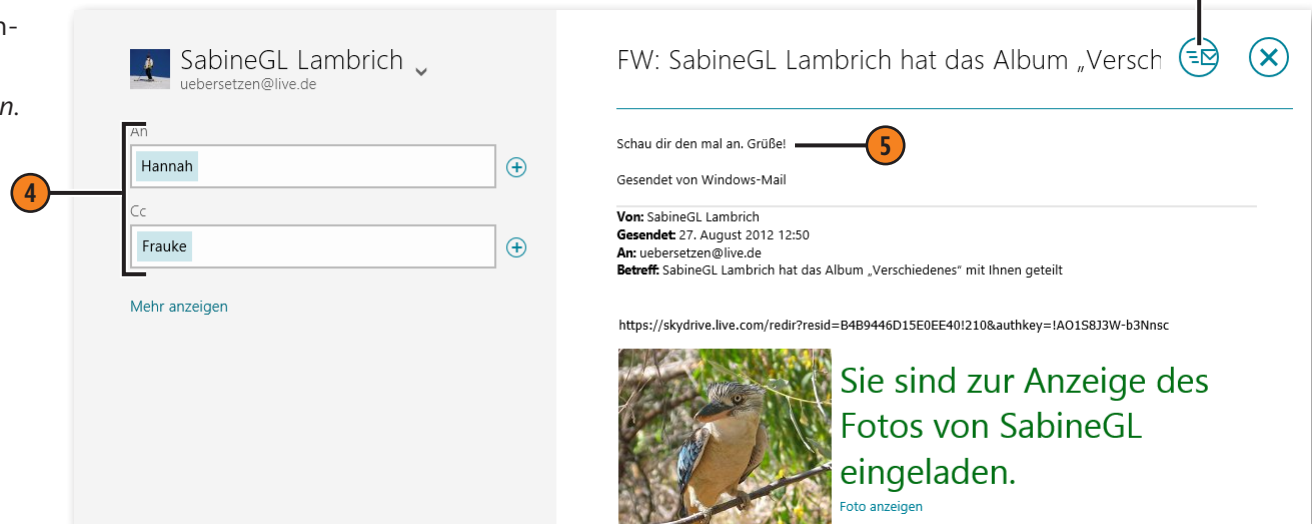 n-
n.
SabineGL Lambrich
uebersetzen@live.de
An
Hannah
Cc
Frauke
Mehr anzeigen
4
FW: SabineGL Lambrich hat das Album „Versch
Schau dir den mal an. Grüße!
5
Gesendet von Windows-Mail
Von: SabineGL Lambrich
Gesendet: 27. August 2012 12:50
An: uebersetzen@live.de
Betreff: SabineGL Lambrich hat das Album „Verschiedenes“ mit Ihnen geteilt
https://skydrive.live.com/redir?resid=B4B9446D15E0EE40!210&authkey=!AO1S8J3W-b3Nnsc
Sie sind zur Anzeige des
Fotos von SabineGL
eingeladen.
Foto anzeigen